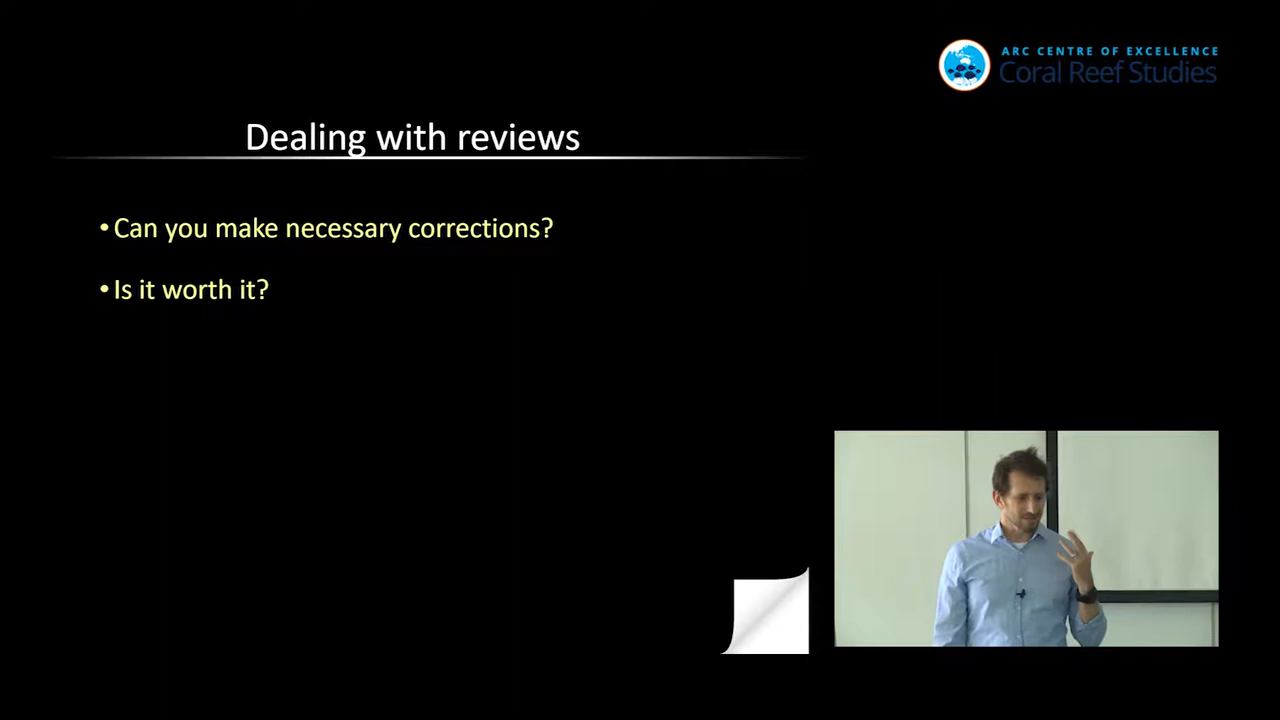 ARC CENTRE OF EXCELLENCE
Coral Reef Studies
Dealing with reviews
• Can you make necessary corrections?
• Is it worth it?